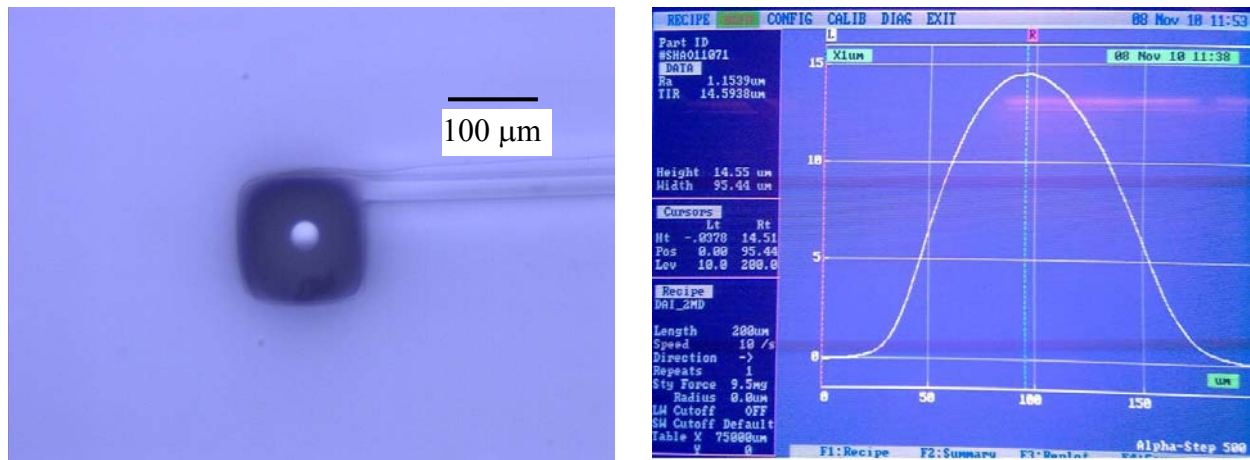 100 μm
RECIPE CONFIG CALIB DIAG EXIT 08 Nov 10 11:53
Part ID
#SHA011071
DATA
Ra 1.1539um
TIR 14.5938um
Height 14.55 um
Width 95.44 um
Cursors
Lt Rt
Ht -.0378 14.51
Pos 0.00 95.44
Lev 10.0 200.0
Recipe
DAI_2MD
Length 200um
Speed 10 /s
Direction ->
Repeats 1
Sty Force 9.5mg
Radius 0.0um
LW Cutoff OFF
SW Cutoff Default
Table X 75000um
Y 0
L R
X1um 08 Nov 10 11:38
15
10
5
0
um
0 50 100 150
Alpha-Step 500
F1:Recipe F2:Summary F3:Replot